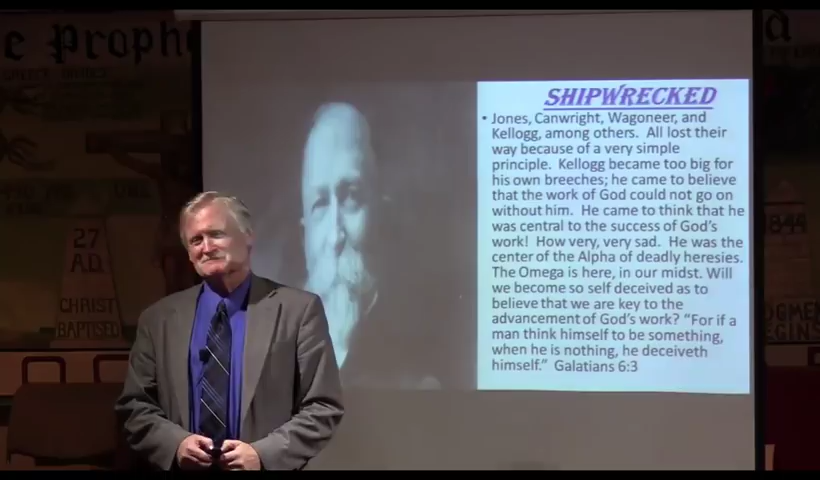 e Proph
SHIPWRECKED
• Jones, Canwright, Wagoneer, and
Kellogg, among others. All lost their
way because of a very simple
principle. Kellogg became too big for
his own breeches; he came to believe
that the work of God could not go on
without him. He came to think that he
was central to the success of God's
work! How very, very sad. He was the
center of the Alpha of deadly heresies.
The Omega is here, in our midst. Will
we become so self deceived as to
believe that we are key to the
advancement of God's work? "For if a
man think himself to be something,
when he is nothing, he deceiveth
himself." Galatians 6:3
27
A.D.
CHRIST
BAPTISED
1844